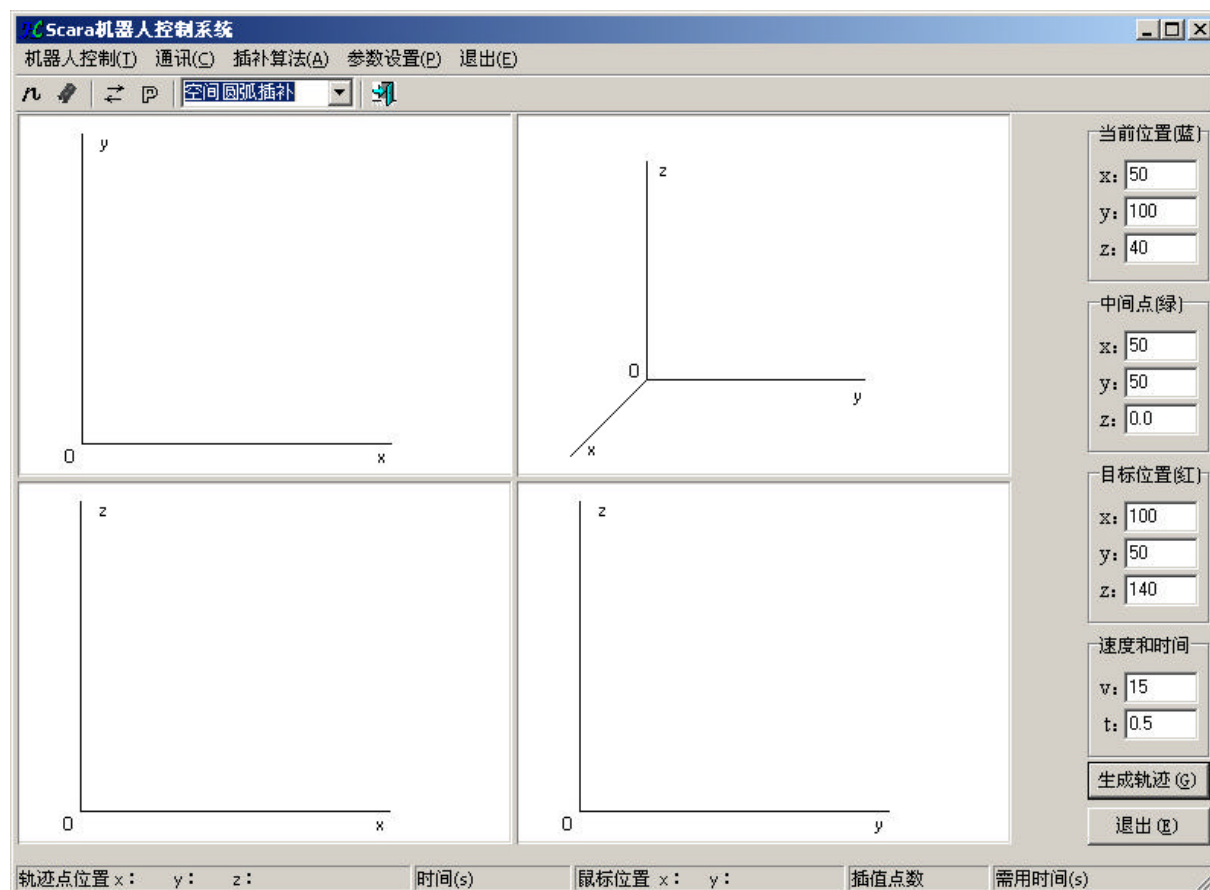 Scara机器人控制系统
机器人控制(T) 通讯(C) 插补算法(A) 参数设置(P) 退出(E)
空间圆弧插补
y
O
x
z
O
y
x
z
O
x
z
O
y
当前位置(蓝)
x: 50
y: 100
z: 40
中间点(绿)
x: 50
y: 50
z: 0.0
目标位置(红)
x: 100
y: 50
z: 140
速度和时间
v: 15
t: 0.5
生成轨迹(G)
退出(E)
轨迹点位置 x: y: z: 时间(s) 鼠标位置 x: y: 插值点数 需用时间(s)